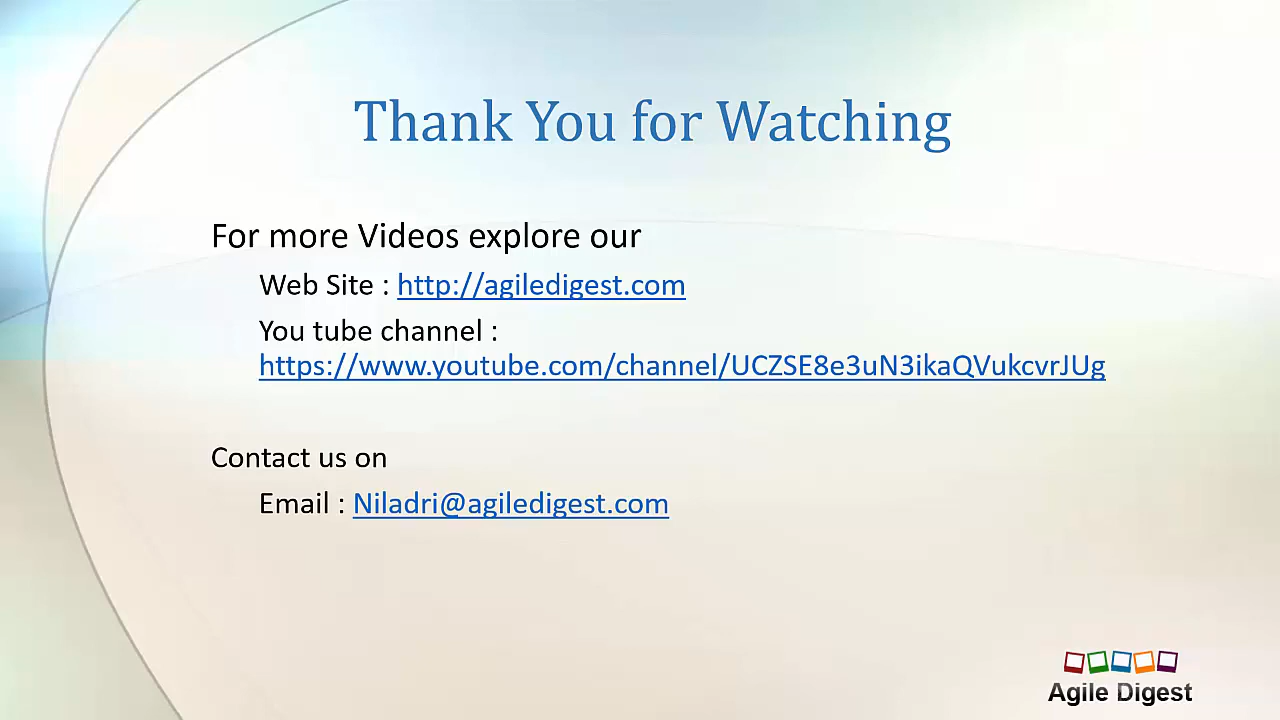 Thank You for Watching
For more Videos explore our
Web Site : http://agiledigest.com
You tube channel :
https://www.youtube.com/channel/UCZSE8e3uN3ikaQVukcvrJUg
Contact us on
Email : Niladri@agiledigest.com
Agile Digest